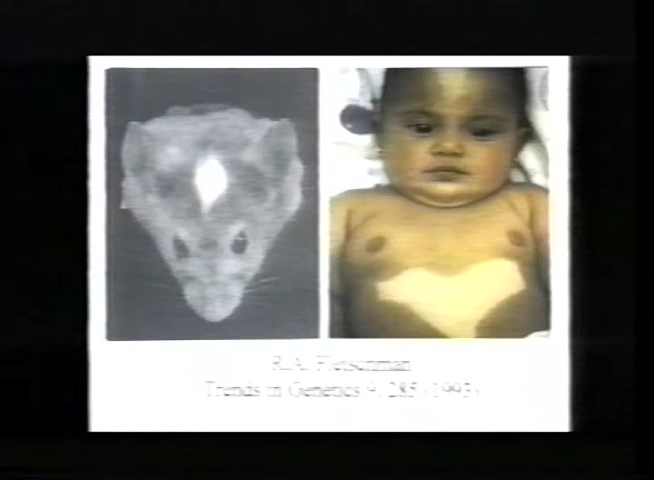 R.A. Fleischman
Trends in Genetics 9, 285 (1993)